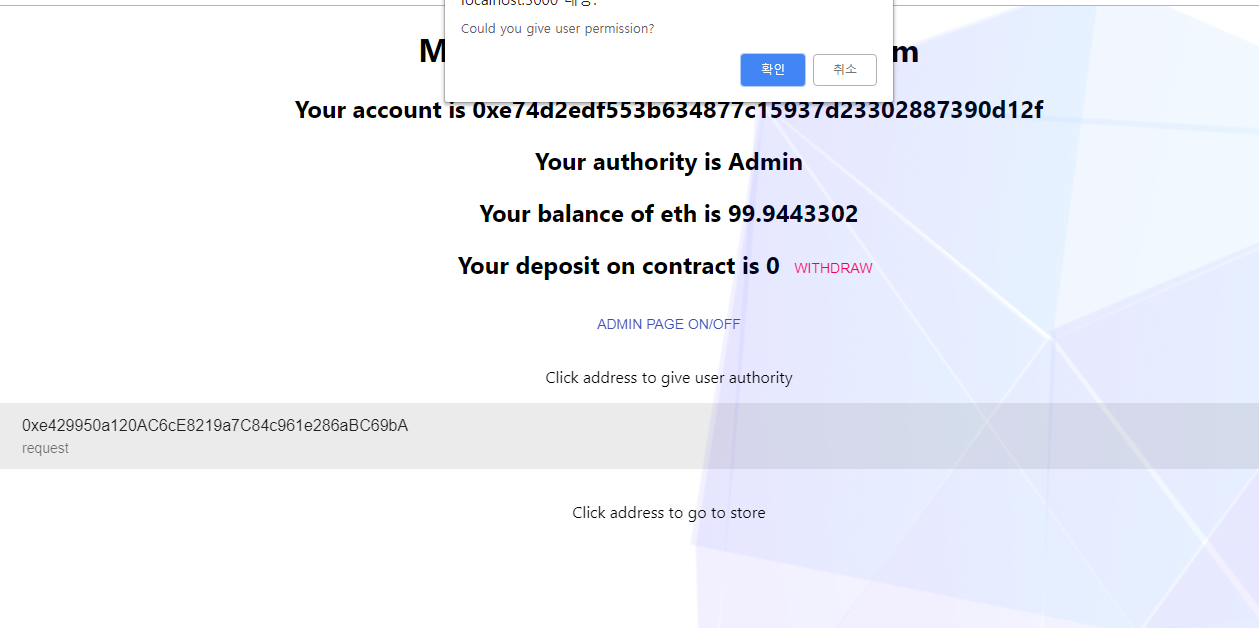 localhost:3000 내용:
Could you give user permission?
확인
취소
M
m
Your account is 0xe74d2edf553b634877c15937d23302887390d12f
Your authority is Admin
Your balance of eth is 99.9443302
Your deposit on contract is 0 WITHDRAW
ADMIN PAGE ON/OFF
Click address to give user authority
0xe429950a120AC6cE8219a7C84c961e286aBC69bA
request
Click address to go to store